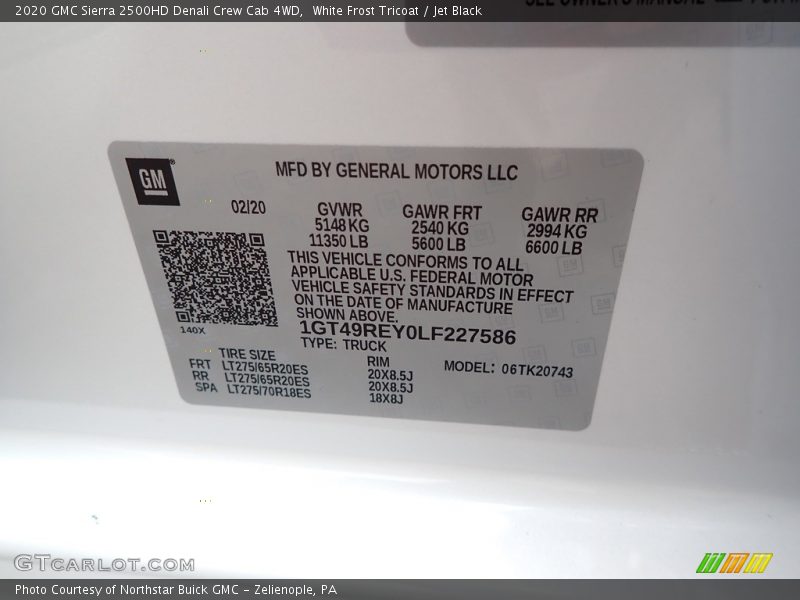 2020 GMC Sierra 2500HD Denali Crew Cab 4WD, White Frost Tricoat / Jet Black
SEE OWNER'S MANUAL
GM
MFD BY GENERAL MOTORS LLC
02/20
GVWR GAWR FRT GAWR RR
5148 KG 2540 KG 2994 KG
11350 LB 5600 LB 6600 LB
THIS VEHICLE CONFORMS TO ALL
APPLICABLE U.S. FEDERAL MOTOR
VEHICLE SAFETY STANDARDS IN EFFECT
ON THE DATE OF MANUFACTURE
SHOWN ABOVE.
140X
1GT49REY0LF227586
TYPE: TRUCK
TIRE SIZE RIM MODEL: 06TK20743
FRT LT275/65R20ES 20X8.5J
RR LT275/65R20ES 20X8.5J
SPA LT275/70R18ES 18X8J
GTCARLOT.COM
Photo Courtesy of Northstar Buick GMC - Zelienople, PA